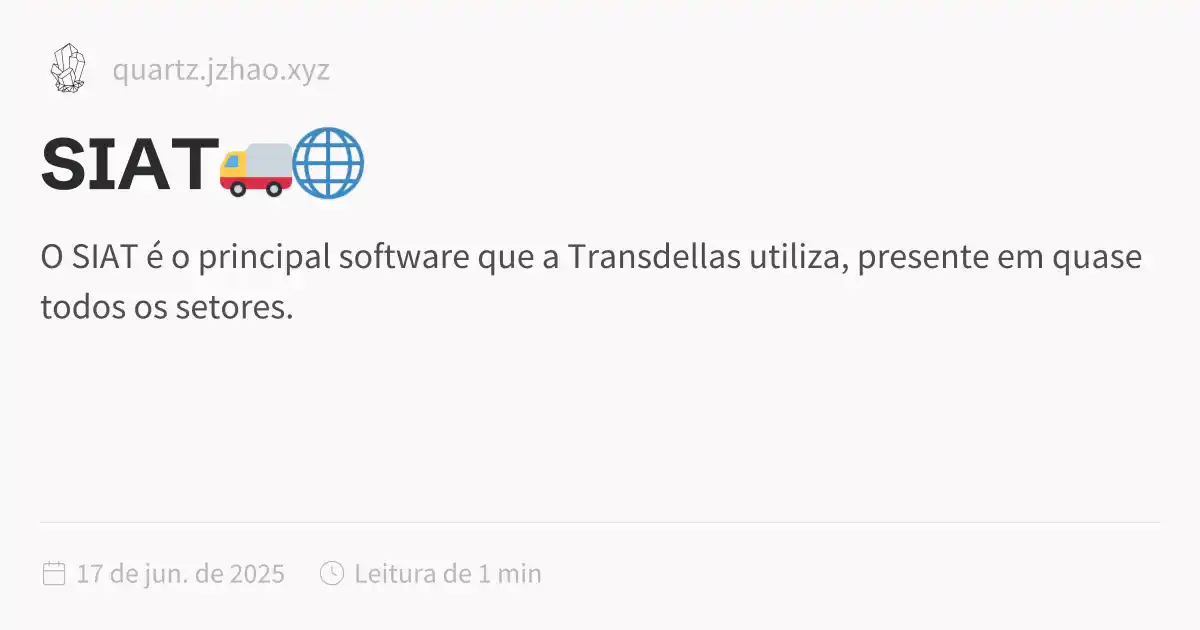 quartz.jzhao.xyz
SIAT🚚🌐
O SIAT é o principal software que a Transdellas utiliza, presente em quase
todos os setores.
17 de jun. de 2025 Leitura de 1 min